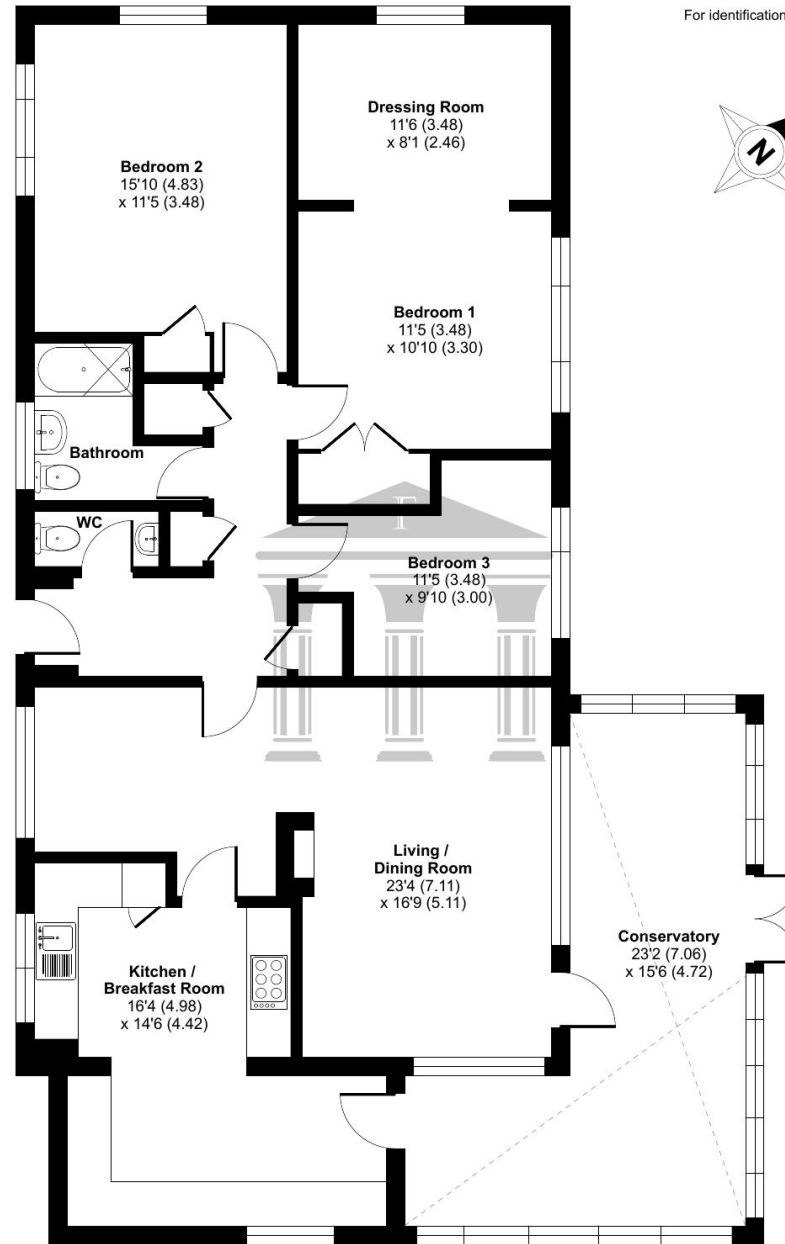 For identification
Dressing Room
11'6 (3.48)
x 8'1 (2.46)
N
Bedroom 2
15'10 (4.83)
x 11'5 (3.48)
Bedroom 1
11'5 (3.48)
x 10'10 (3.30)
Bathroom
WC
F
Bedroom 3
11'5 (3.48)
x 9'10 (3.00)
Living /
Dining Room
23'4 (7.11)
x 16'9 (5.11)
Conservatory
23'2 (7.06)
x 15'6 (4.72)
Kitchen /
Breakfast Room
16'4 (4.98)
x 14'6 (4.42)